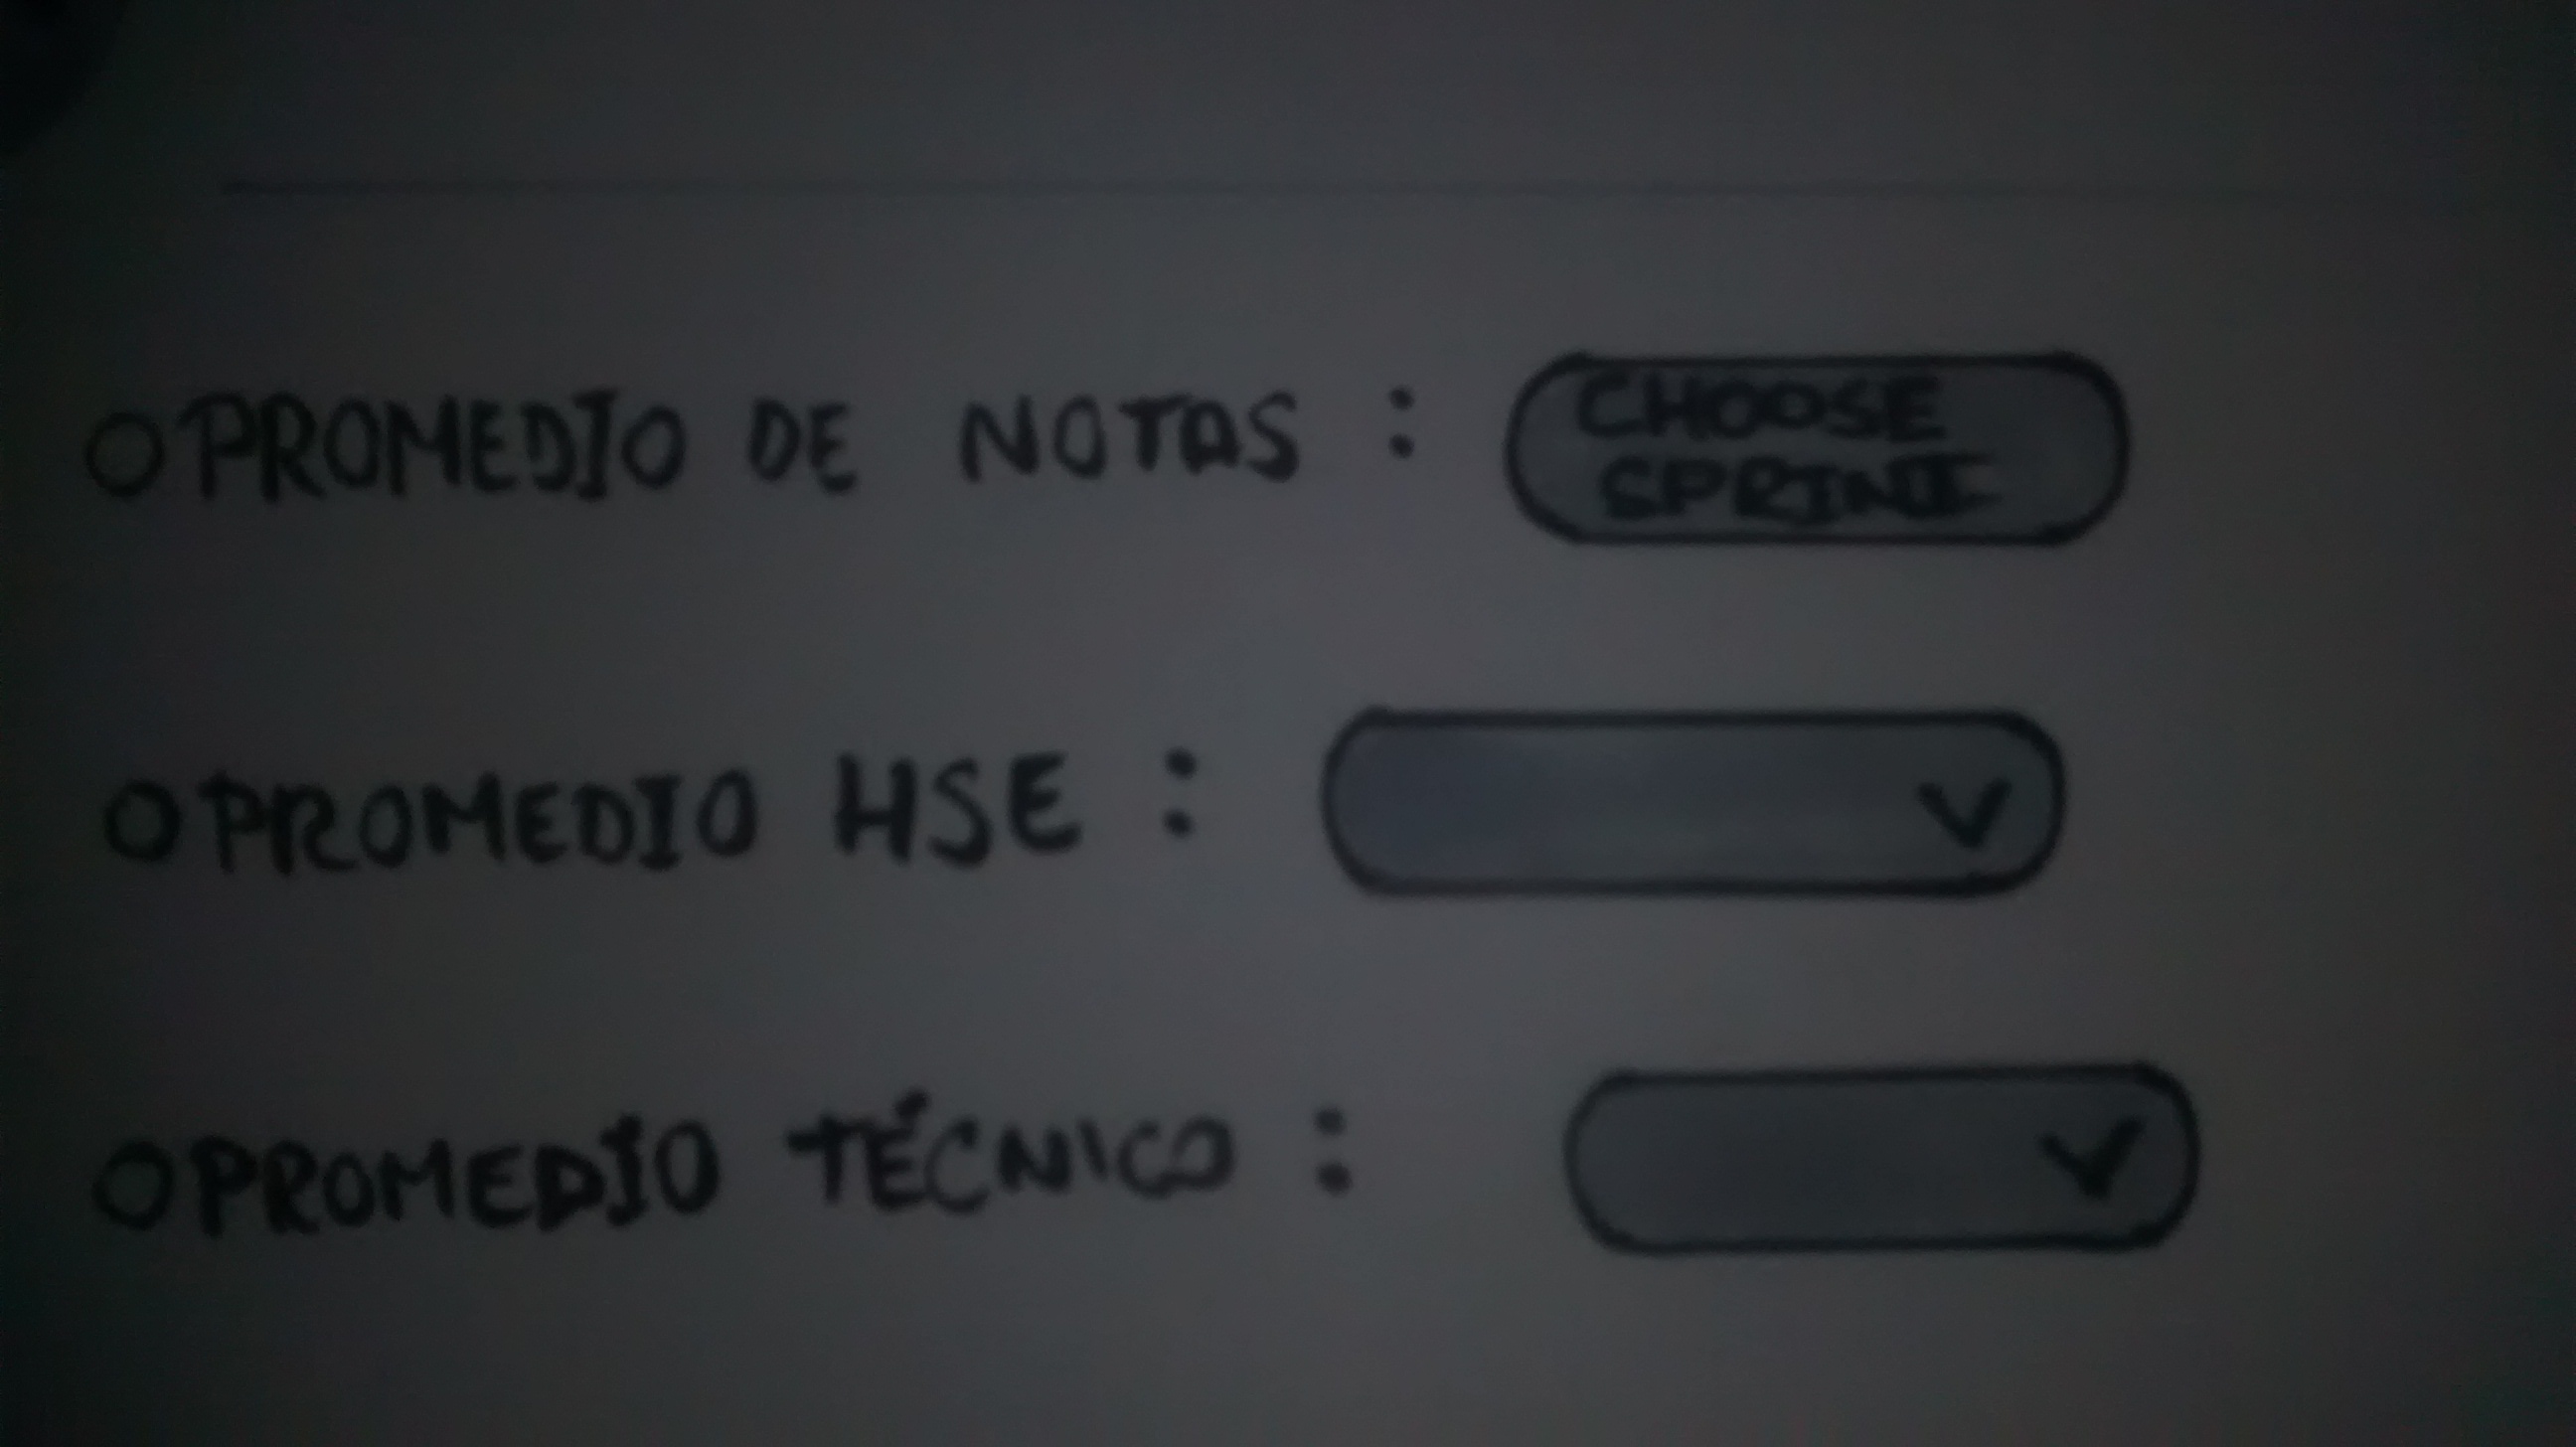 PROMEDIO DE NOTAS : CHOOSE
SPRINT
PROMEDIO HSE :
PROMEDIO TÉCNICO :